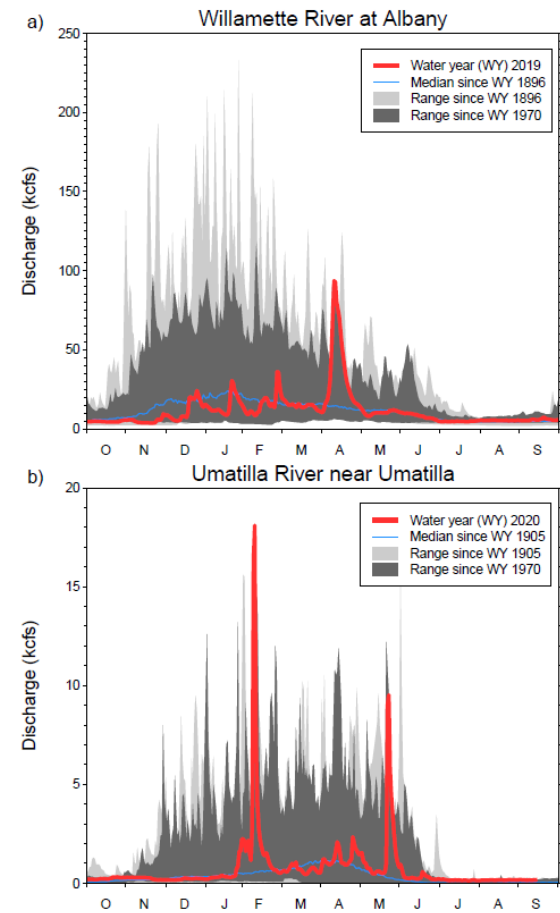 a)
Willamette River at Albany
250
200
150
100
50
0
Discharge (kcfs)
Water year (WY) 2019
Median since WY 1896
Range since WY 1896
Range since WY 1970
O N D J F M A M J J A S
b)
Umatilla River near Umatilla
20
15
10
5
0
Discharge (kcfs)
Water year (WY) 2020
Median since WY 1905
Range since WY 1905
Range since WY 1970
O N D J F M A M J J A S